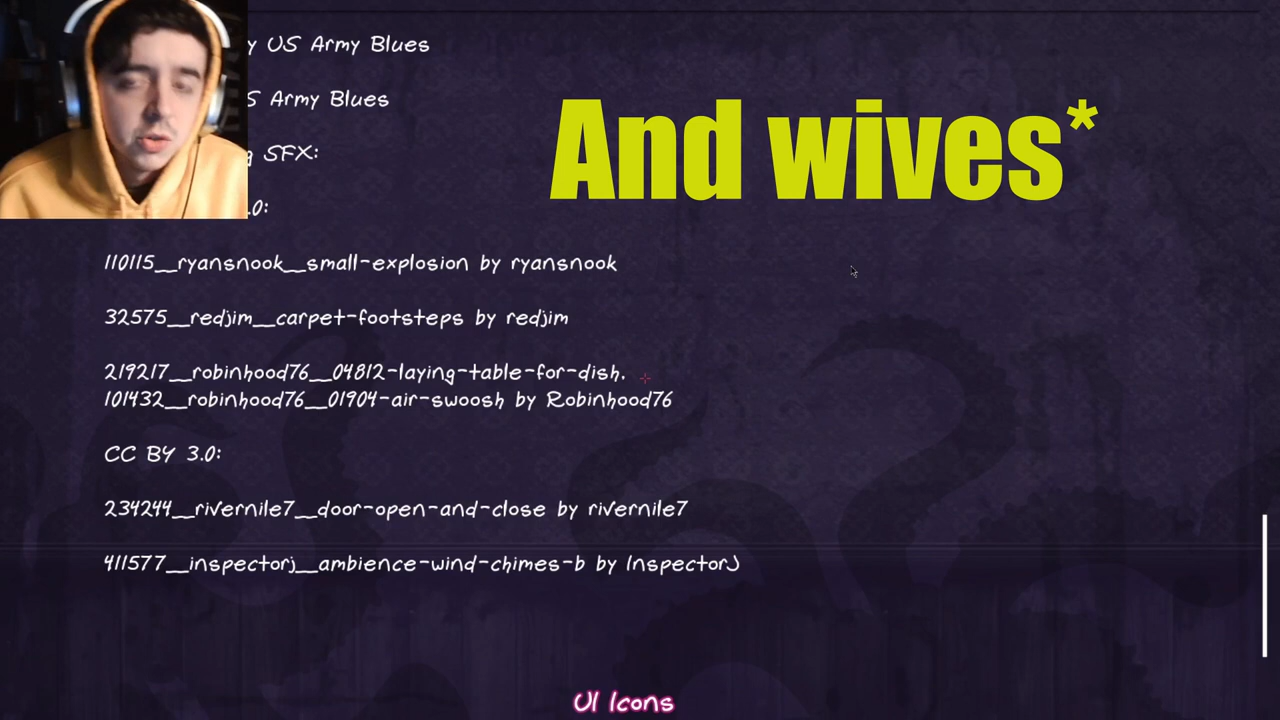 y US Army Blues
S Army Blues
And wives*
g SFX:
.0:
110115__ryansnook__small-explosion by ryansnook
32575__redjim__carpet-footsteps by redjim
219217__robinhood76__04812-laying-table-for-dish.
101432__robinhood76__01904-air-swoosh by Robinhood76
CC BY 3.0:
234244__rivernile7__door-open-and-close by rivernile7
411577__inspectorj__ambience-wind-chimes-b by InspectorJ
UI Icons